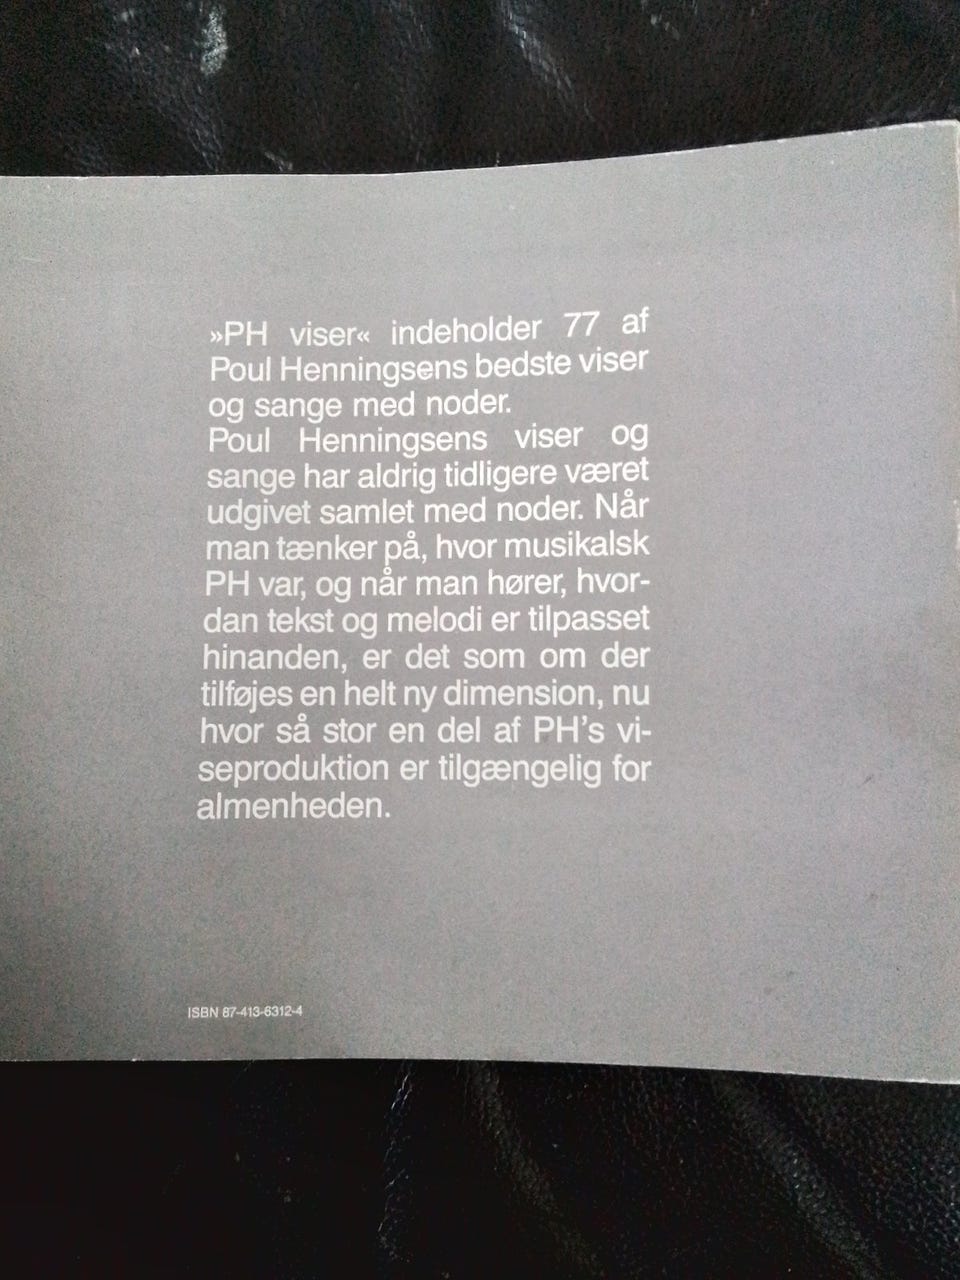 »PH viser« indeholder 77 af
Poul Henningsens bedste viser
og sange med noder.
Poul Henningsens viser og
sange har aldrig tidligere været
udgivet samlet med noder. Når
man tænker på, hvor musikalsk
PH var, og når man hører, hvor-
dan tekst og melodi er tilpasset
hinanden, er det som om der
tilføjes en helt ny dimension, nu
hvor så stor en del af PH's vi-
seproduktion er tilgængelig for
almenheden.
ISBN 87-413-6312-4